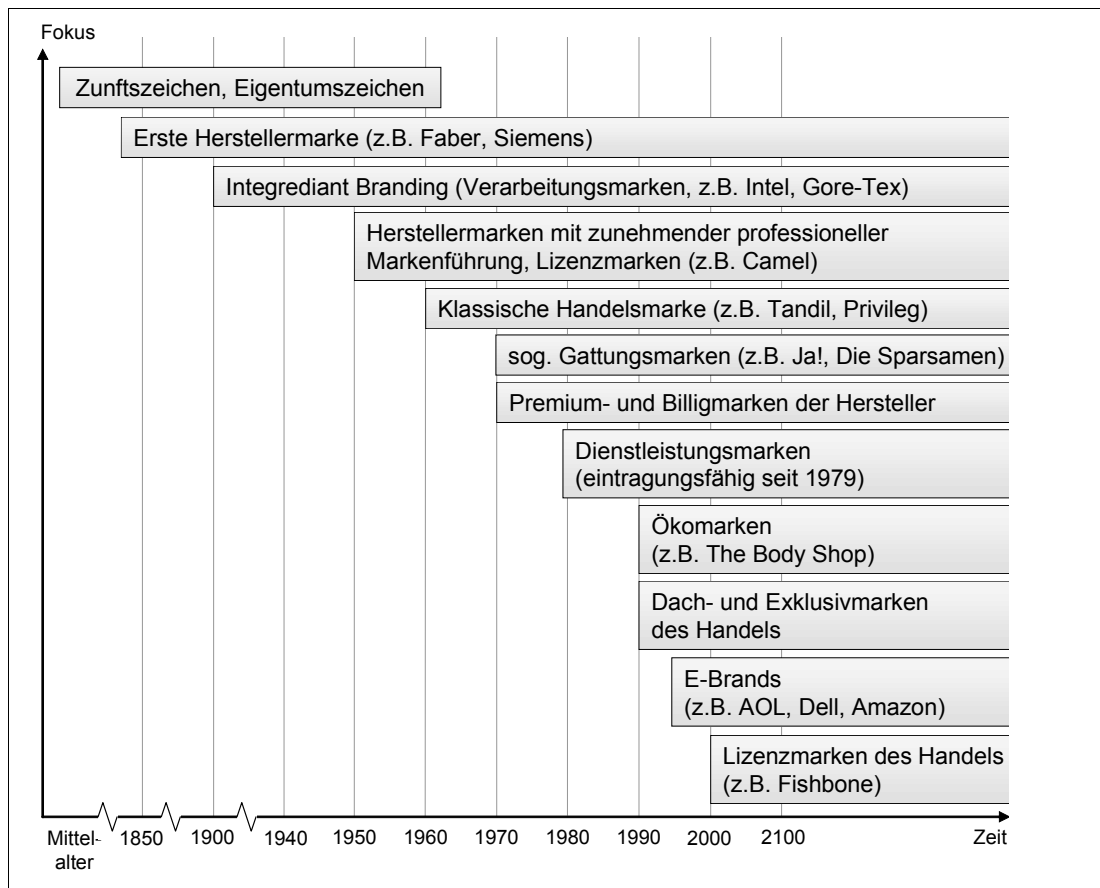 Fokus
Zunftszeichen, Eigentumszeichen
Erste Herstellermarke (z.B. Faber, Siemens)
Integrediant Branding (Verarbeitungsmarken, z.B. Intel, Gore-Tex)
Herstellermarken mit zunehmender professioneller
Markenführung, Lizenzmarken (z.B. Camel)
Klassische Handelsmarke (z.B. Tandil, Privileg)
sog. Gattungsmarken (z.B. Ja!, Die Sparsamen)
Premium- und Billigmarken der Hersteller
Dienstleistungsmarken
(eintragungsfähig seit 1979)
Ökomarken
(z.B. The Body Shop)
Dach- und Exklusivmarken
des Handels
E-Brands
(z.B. AOL, Dell, Amazon)
Lizenzmarken des Handels
(z.B. Fishbone)
Mittel-
alter
1850 1900 1940 1950 1960 1970 1980 1990 2000 2100 Zeit